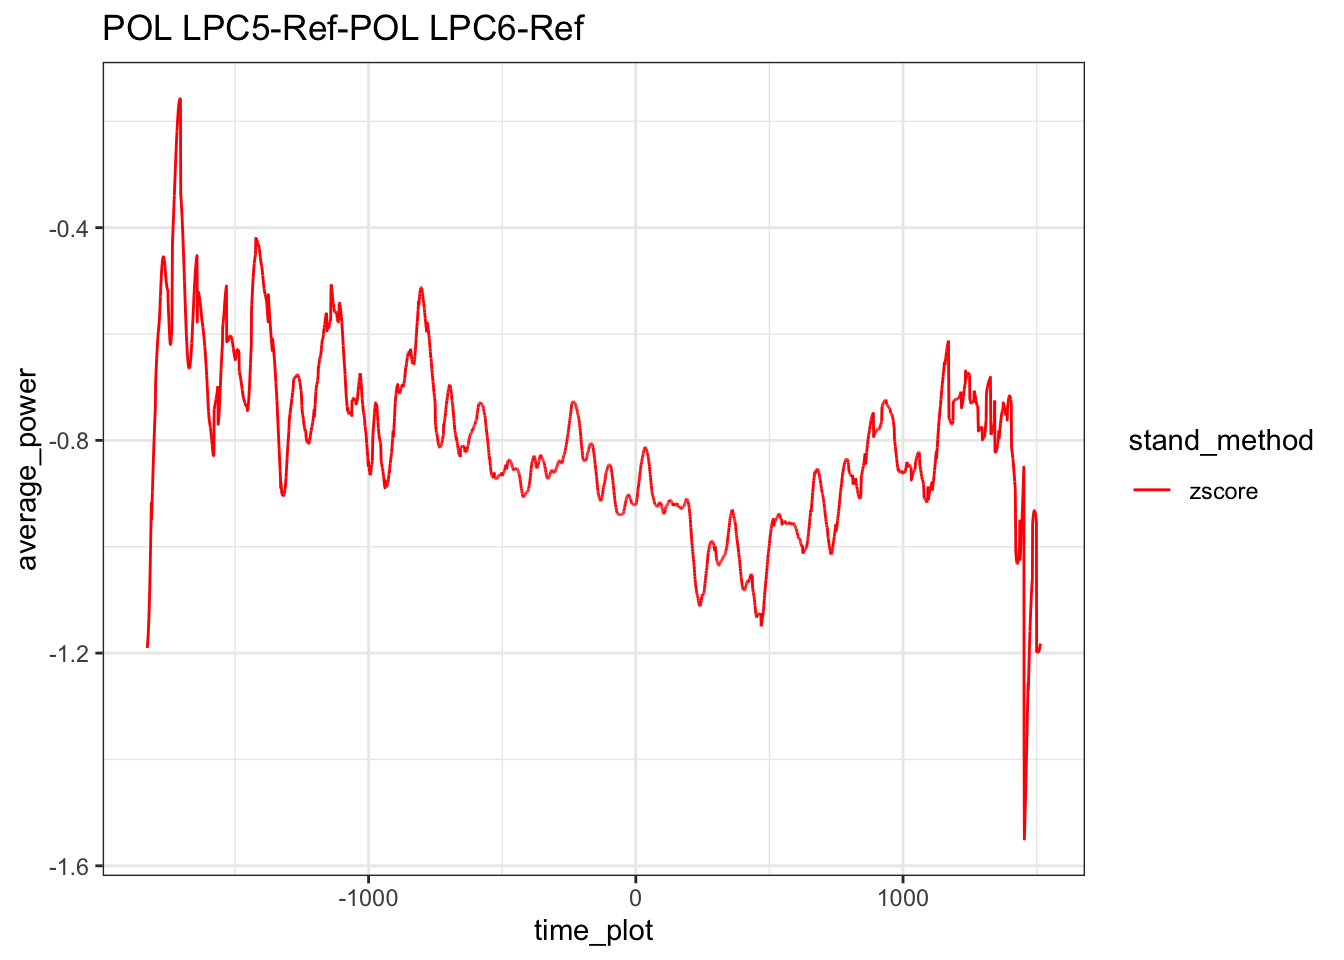 POL LPC5-Ref-POL LPC6-Ref
average_power
-0.4
-0.8
-1.2
-1.6
-1000
0
1000
time_plot
stand_method
zscore